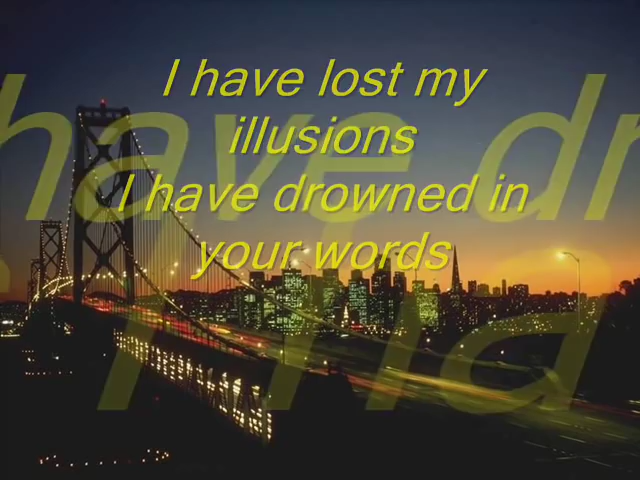 I have lost my
illusions
I have drowned in
your words